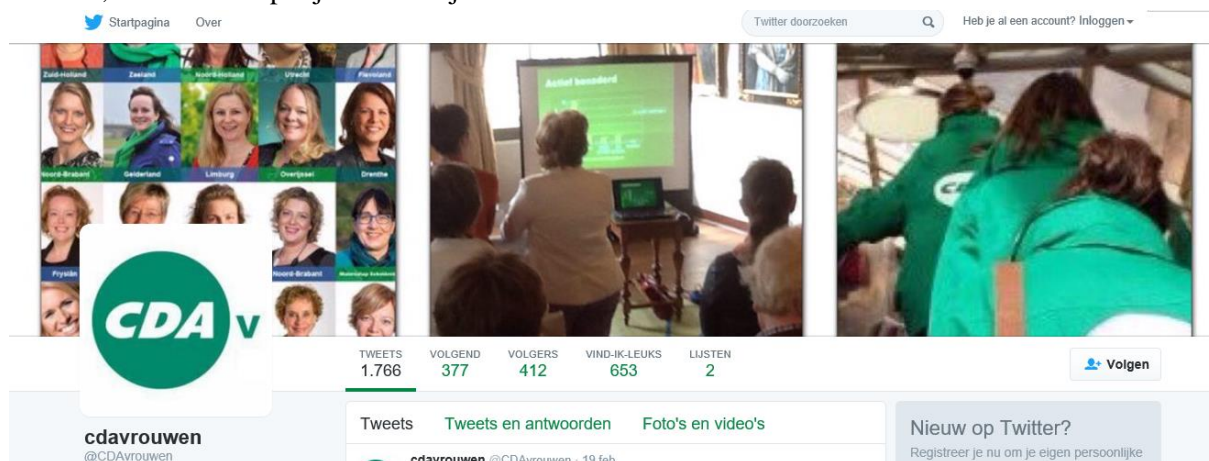 Startpagina Over Twitter doorzoeken Heb je al een account? Inloggen
Zuid-Holland Zeeland Noord-Holland Utrecht Flevoland
Noord-Brabant Gelderland Limburg Overijssel Drenthe
Fryslân Noord-Brabant
Actief benaderd
CDA
CDA v
TWEETS VOLGEND VOLGERS VIND-IK-LEUKS LIJSTEN
1.766 377 412 653 2
Volgen
cdavrouwen
@CDAvrouwen
Tweets Tweets en antwoorden Foto's en video's
cdavrouwen @CDAvrouwen · 19 feb
Nieuw op Twitter?
Registreer je nu om je eigen persoonlijke